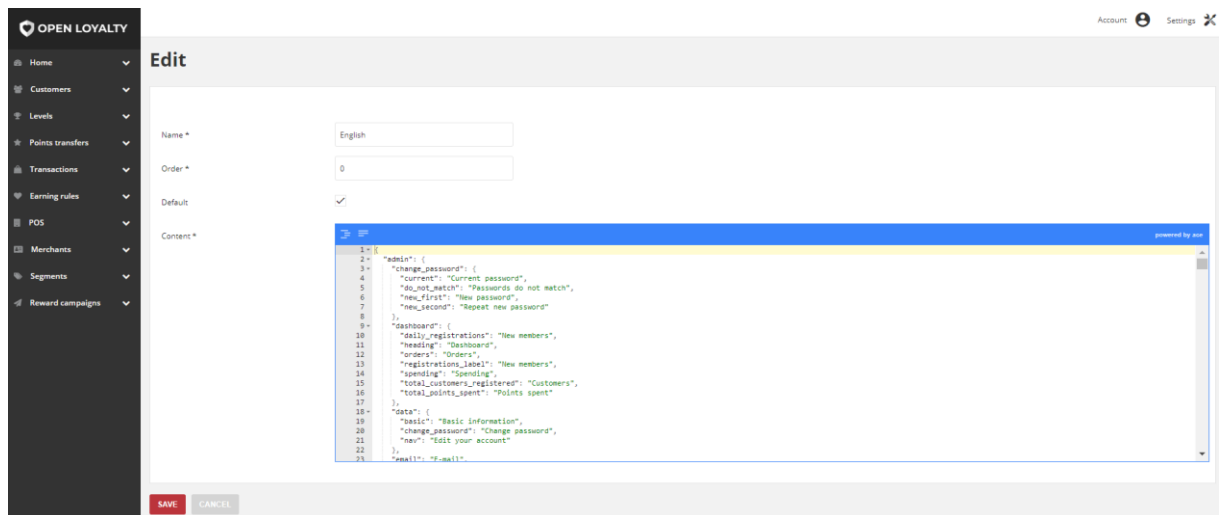 OPEN LOYALTY
Account
Settings
Home
Customers
Levels
Points transfers
Transactions
Earning rules
POS
Merchants
Segments
Reward campaigns
Edit
Name *
English
Order *
0
Default
Content *
powered by ace
1 {
2 "admin": {
3 "change_password": {
4 "current": "Current password",
5 "do_not_match": "Passwords do not match",
6 "new_first": "New password",
7 "new_second": "Repeat new password"
8 },
9 "dashboard": {
10 "daily_registrations": "New members",
11 "heading": "Dashboard",
12 "orders": "Orders",
13 "registrations_label": "New members",
14 "spending": "Spending",
15 "total_customers_registered": "Customers",
16 "total_points_spent": "Points spent"
17 },
18 "data": {
19 "basic": "Basic information",
20 "change_password": "Change password",
21 "nav": "Edit your account"
22 },
23 "email": "E-mail",
SAVE
CANCEL